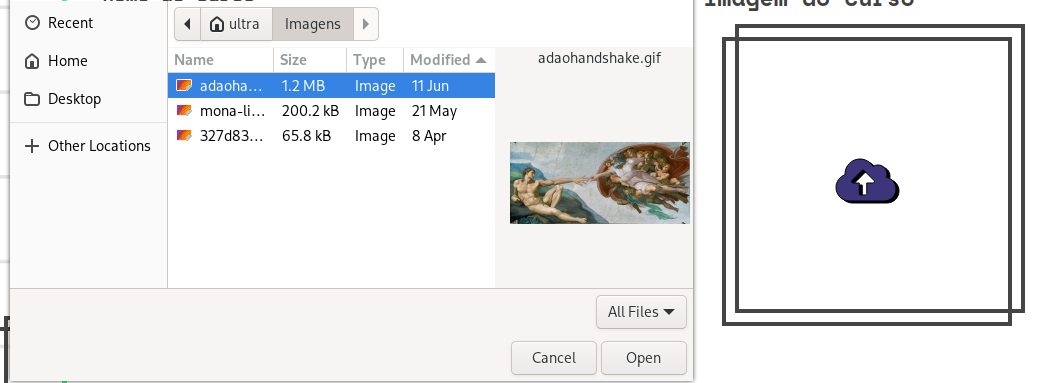 Imagem do Curso
Recent
Home
Desktop
Other Locations
ultra
Imagens
Name Size Type Modified
adaoha... 1.2 MB Image 11 Jun
mona-li... 200.2 kB Image 21 May
327d83... 65.8 kB Image 8 Apr
adaohandshake.gif
All Files
Cancel
Open